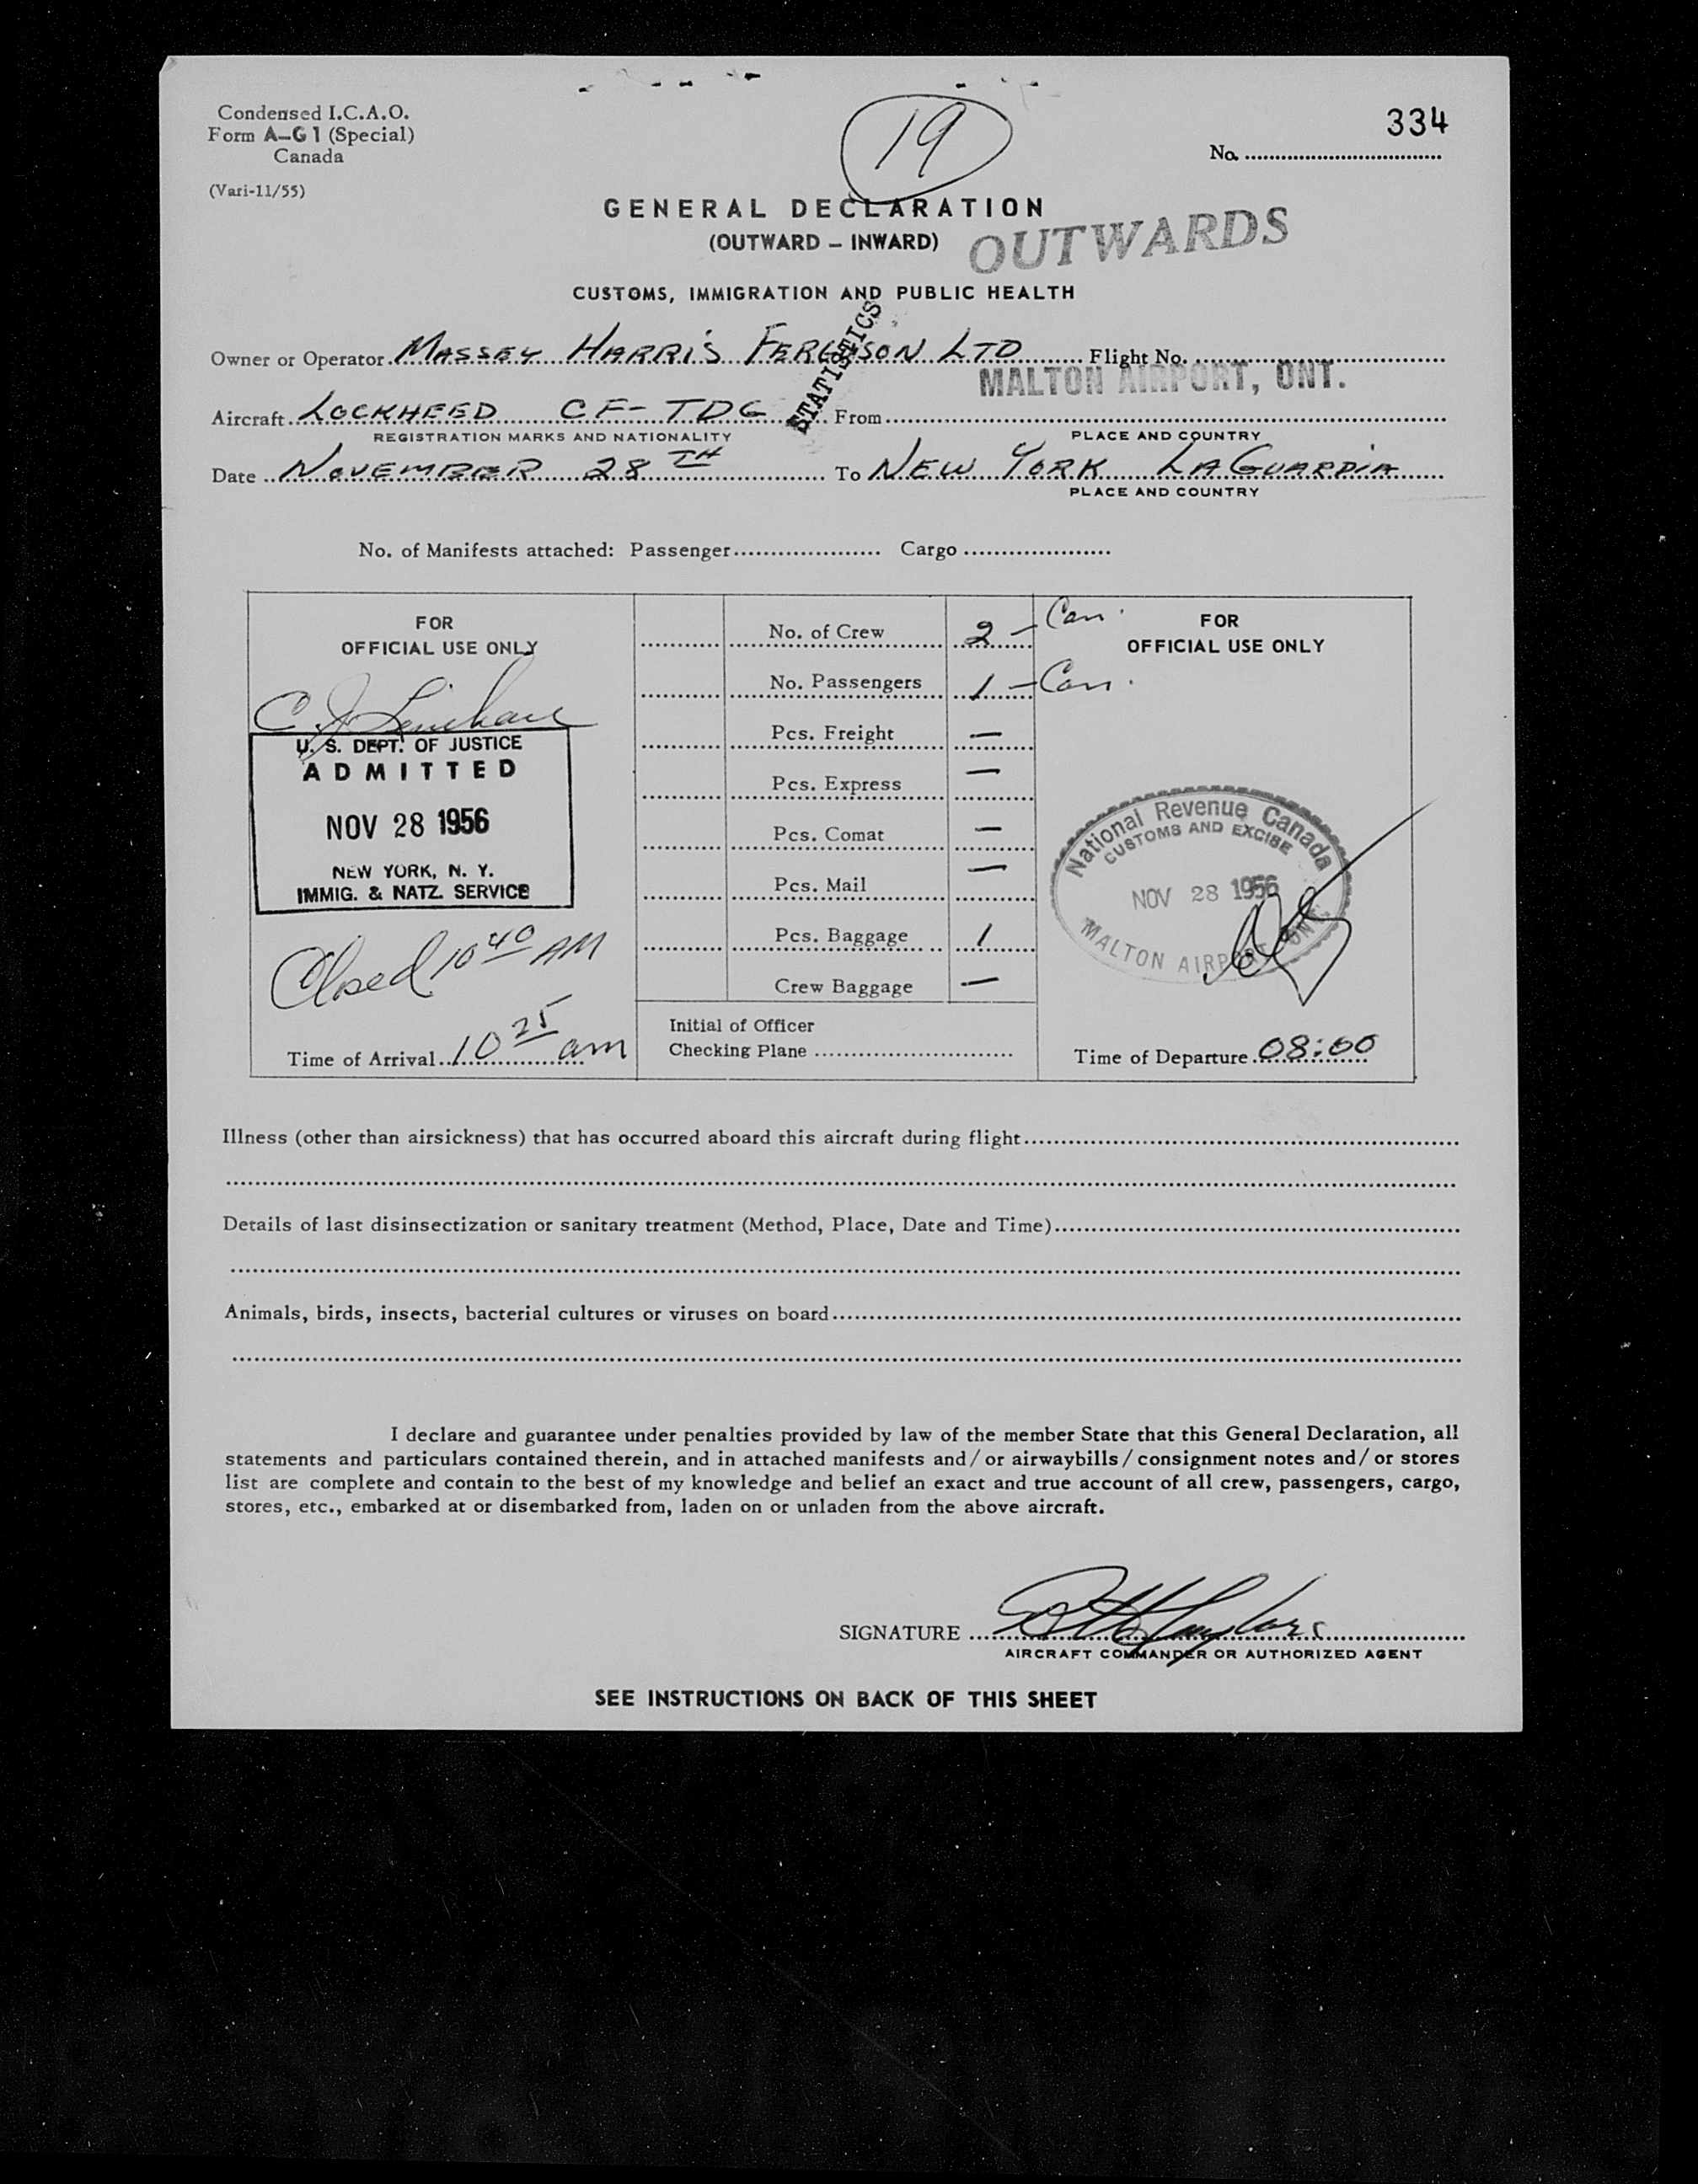 Condensed I.C.A.O.
Form A-G 1 (Special)
Canada
(Vari-11/55)
19
334
No. ..........
GENERAL DECLARATION
(OUTWARD – INWARD) OUTWARDS
CUSTOMS, IMMIGRATION AND PUBLIC HEALTH
STATISTICS
Owner or Operator MASSEY HARRIS FERGUSON LTD Flight No. ..........
MALTON AIRPORT, ONT.
Aircraft LOCKHEED CF-TDG From ..........
REGISTRATION MARKS AND NATIONALITY PLACE AND COUNTRY
Date NOVEMBER 28TH To NEW YORK LAGUARDIA
PLACE AND COUNTRY
No. of Manifests attached: Passenger .......... Cargo ..........
FOR
OFFICIAL USE ONLY
C. J. Linehan
U. S. DEPT. OF JUSTICE
ADMITTED
NOV 28 1956
NEW YORK, N. Y.
IMMIG. & NATZ. SERVICE
Closed 10 40 AM
Time of Arrival 10 25 am
No. of Crew 2 – Can.
No. Passengers 1 – Can.
Pcs. Freight —
Pcs. Express —
Pcs. Comat —
Pcs. Mail —
Pcs. Baggage 1
Crew Baggage —
Initial of Officer
Checking Plane ..........
FOR
OFFICIAL USE ONLY
National Revenue Canada
CUSTOMS AND EXCISE
NOV 28 1956
MALTON AIRPORT ONT.
Time of Departure 08:00
Illness (other than airsickness) that has occurred aboard this aircraft during flight ..........
Details of last disinsectization or sanitary treatment (Method, Place, Date and Time) ..........
Animals, birds, insects, bacterial cultures or viruses on board ..........
I declare and guarantee under penalties provided by law of the member State that this General Declaration, all
statements and particulars contained therein, and in attached manifests and/or airwaybills/consignment notes and/or stores
list are complete and contain to the best of my knowledge and belief an exact and true account of all crew, passengers, cargo,
stores, etc., embarked at or disembarked from, laden on or unladen from the above aircraft.
SIGNATURE ..........
AIRCRAFT COMMANDER OR AUTHORIZED AGENT
SEE INSTRUCTIONS ON BACK OF THIS SHEET